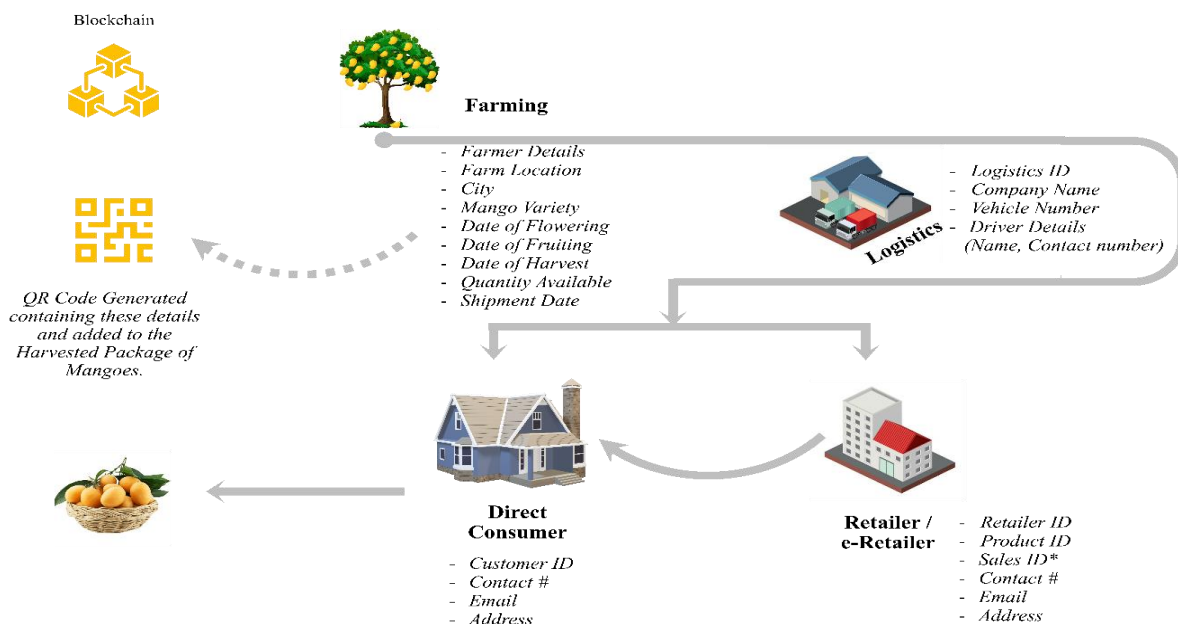 Blockchain
Farming
- Farmer Details
- Farm Location
- City
- Mango Variety
- Date of Flowering
- Date of Fruiting
- Date of Harvest
- Quantity Available
- Shipment Date
Logistics
- Logistics ID
- Company Name
- Vehicle Number
- Driver Details
(Name, Contact number)
QR Code Generated
containing these details
and added to the
Harvested Package of
Mangoes.
Direct
Consumer
- Customer ID
- Contact #
- Email
- Address
Retailer /
e-Retailer
- Retailer ID
- Product ID
- Sales ID*
- Contact #
- Email
- Address